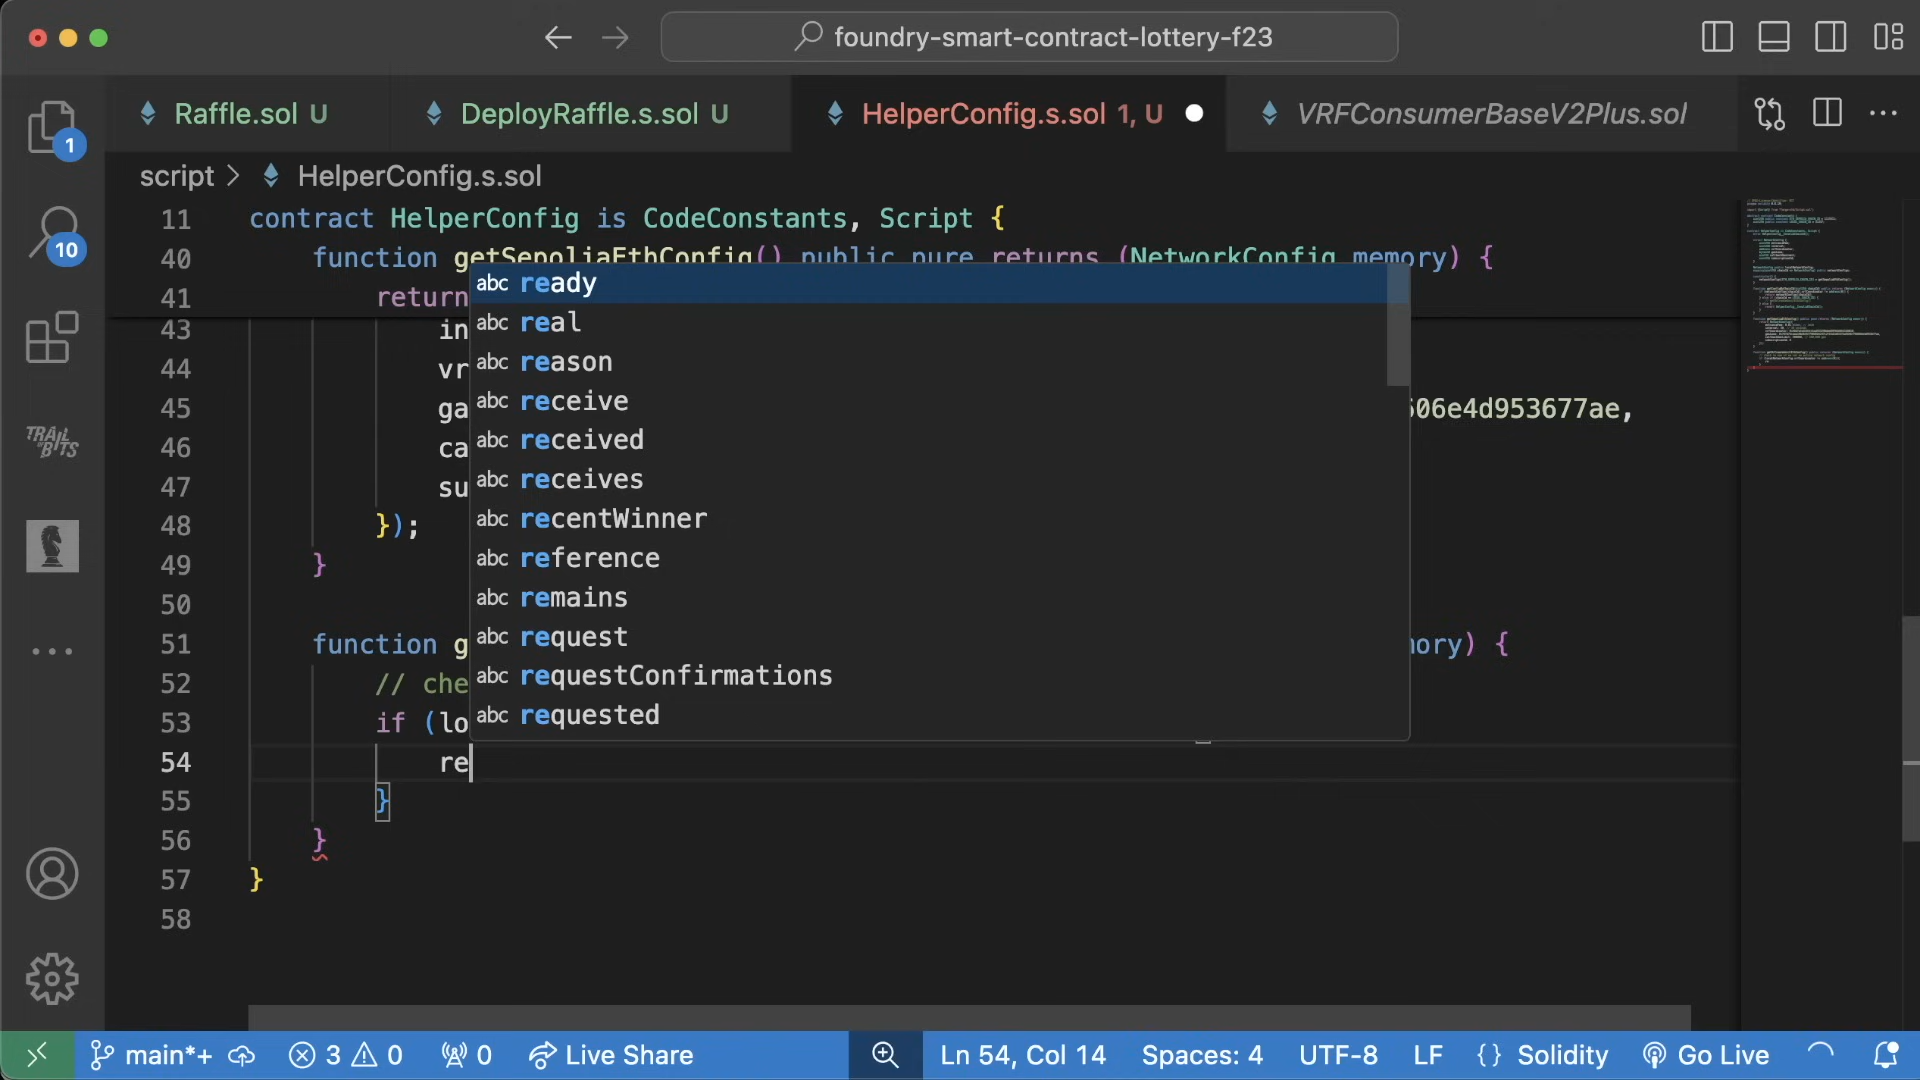 foundry-smart-contract-lottery-f23
Raffle.sol U
DeployRaffle.s.sol U
HelperConfig.s.sol 1, U
VRFConsumerBaseV2Plus.sol
1
script > HelperConfig.s.sol
11 contract HelperConfig is CodeConstants, Script {
40 function getSepoliaEthConfig() public pure returns (NetworkConfig memory) {
41 return
43 in
44 vr
45 ga 606e4d953677ae,
46 ca
47 su
48 });
49 }
50
51 function g mory) {
52 // che
53 if (lo
54 re
55 }
56 }
57 }
58
abc ready
abc real
abc reason
abc receive
abc received
abc receives
abc recentWinner
abc reference
abc remains
abc request
abc requestConfirmations
abc requested
10
TRAIL OF BITS
main*+ 3 0 0 Live Share Ln 54, Col 14 Spaces: 4 UTF-8 LF {} Solidity Go Live